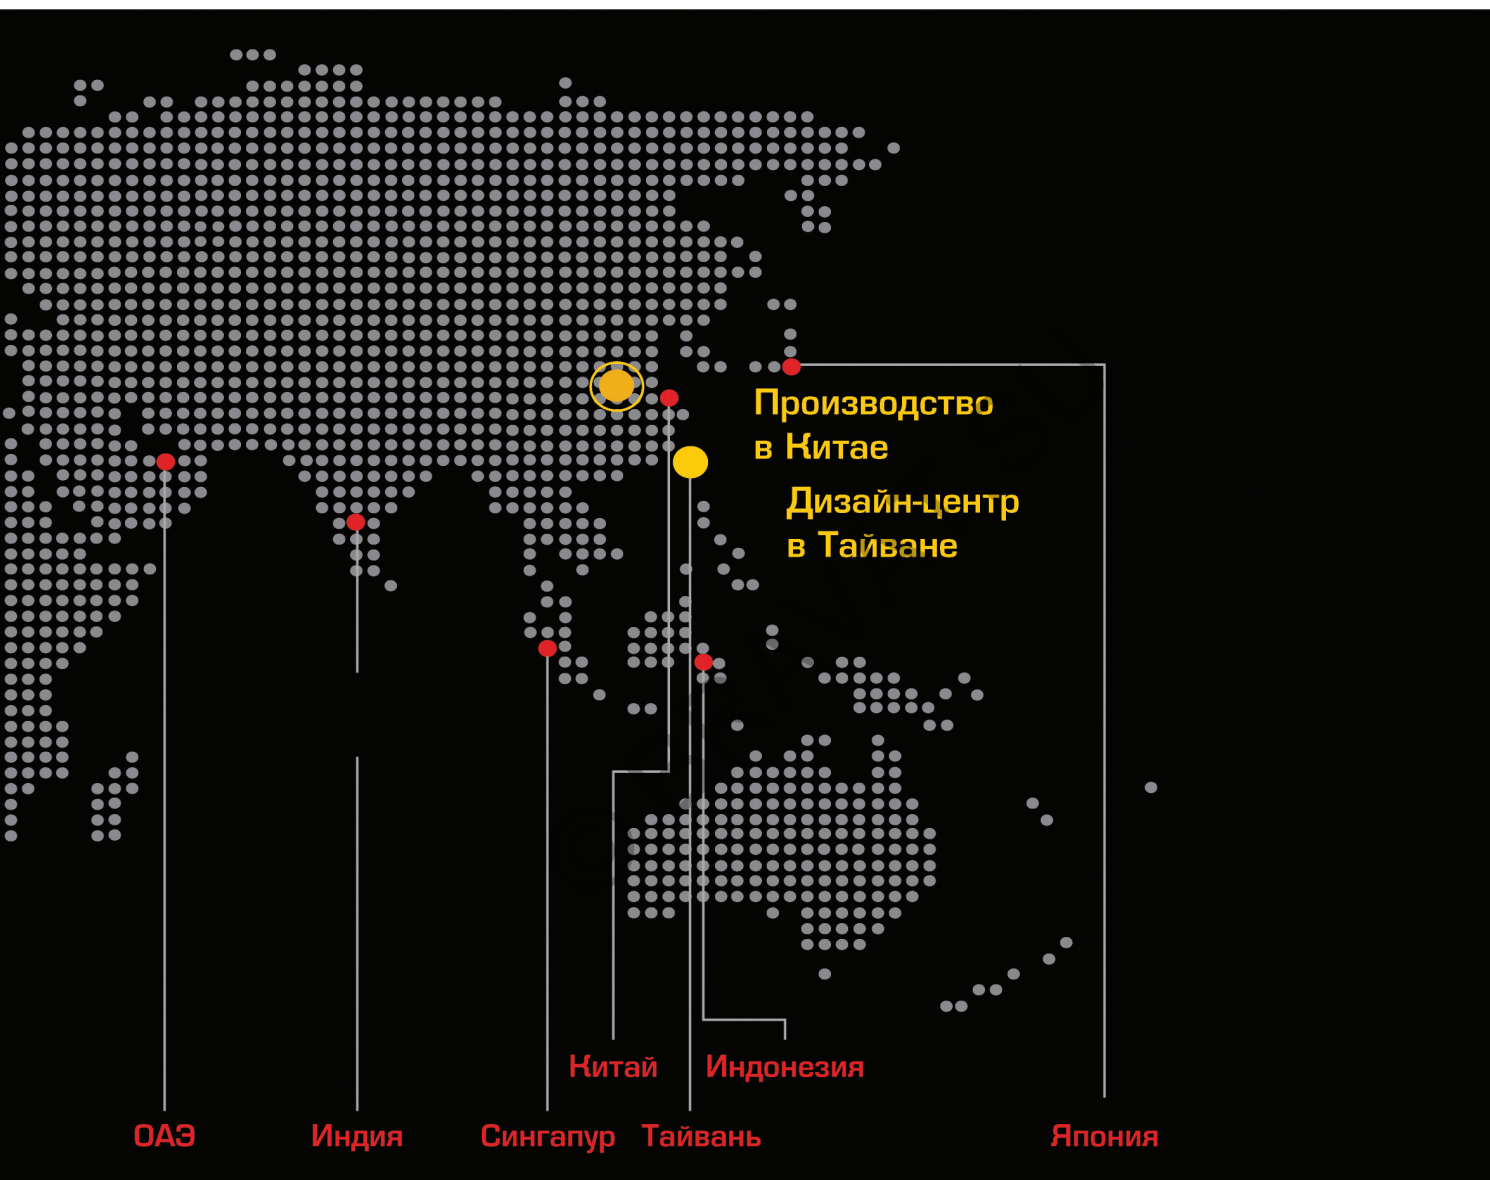 Производство
в Китае
Дизайн-центр
в Тайване
Китай
Индонезия
ОАЭ
Индия
Сингапур
Тайвань
Япония